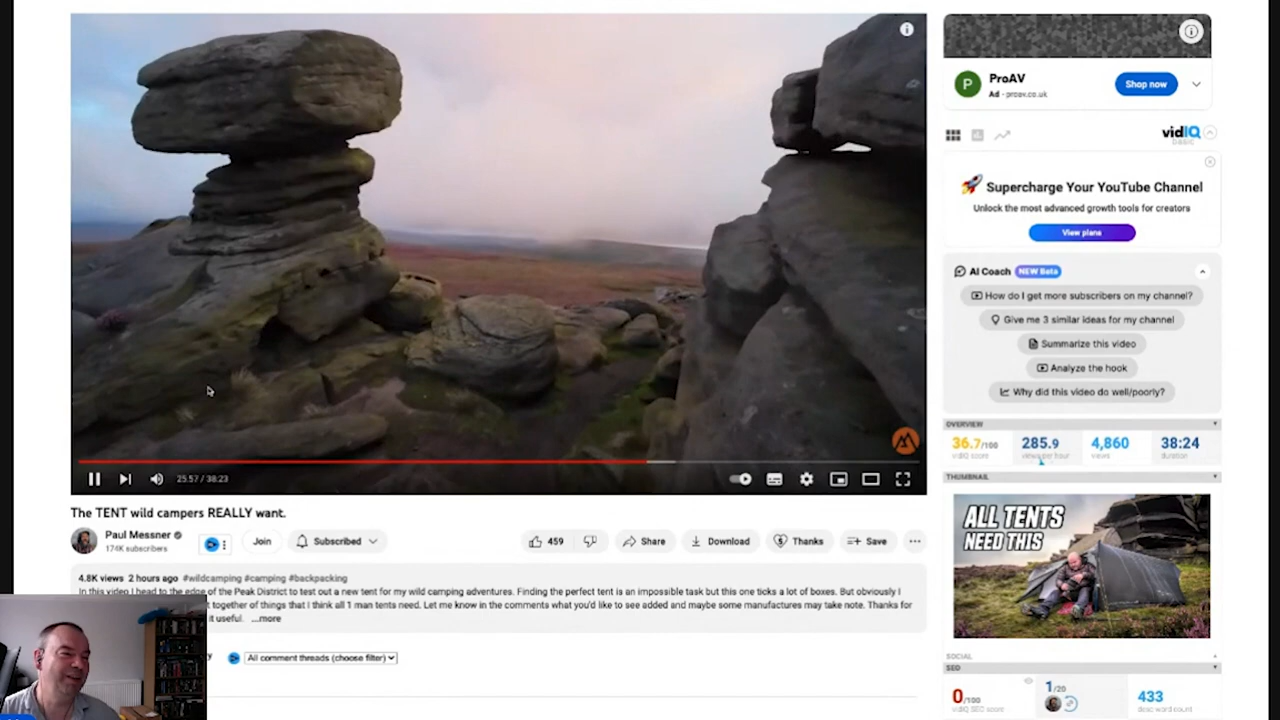 ProAV
Ad · proav.co.uk
Shop now
vidIQ
basic
Supercharge Your YouTube Channel
Unlock the most advanced growth tools for creators
View plans
AI Coach NEW Beta
How do I get more subscribers on my channel?
Give me 3 similar ideas for my channel
Summarize this video
Analyze the hook
Why did this video do well/poorly?
OVERVIEW
36.7/100 285.9 4,860 38:24
vidIQ score views per hour views duration
THUMBNAIL
ALL TENTS
NEED THIS
SOCIAL
SEO
0/100 1/20 433
vidIQ SEO score desc word count
25:57 / 38:23
The TENT wild campers REALLY want.
Paul Messner
174K subscribers
Join
Subscribed
459
Share
Download
Thanks
Save
4.8K views 2 hours ago #wildcamping #camping #backpacking
In this video I head to the edge of the Peak District to test out a new tent for my wild camping adventures. Finding the perfect tent is an impossible task but this one ticks a lot of boxes. But obviously I
together of things that I think all 1 man tents need. Let me know in the comments what you'd like to see added and maybe some manufactures may take note. Thanks for
it useful. ...more
All comment threads (choose filter)